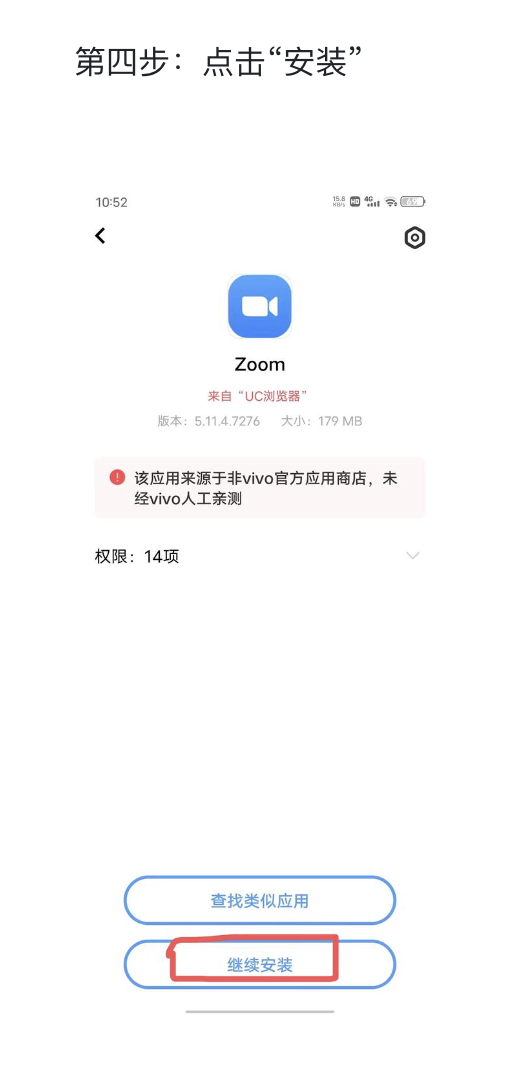 第四步：点击“安装”
10:52
15.8 KB/s HD 4G
Zoom
来自“UC浏览器”
版本：5.11.4.7276 大小：179 MB
该应用来源于非vivo官方应用商店，未
经vivo人工亲测
权限：14项
查找类似应用
继续安装